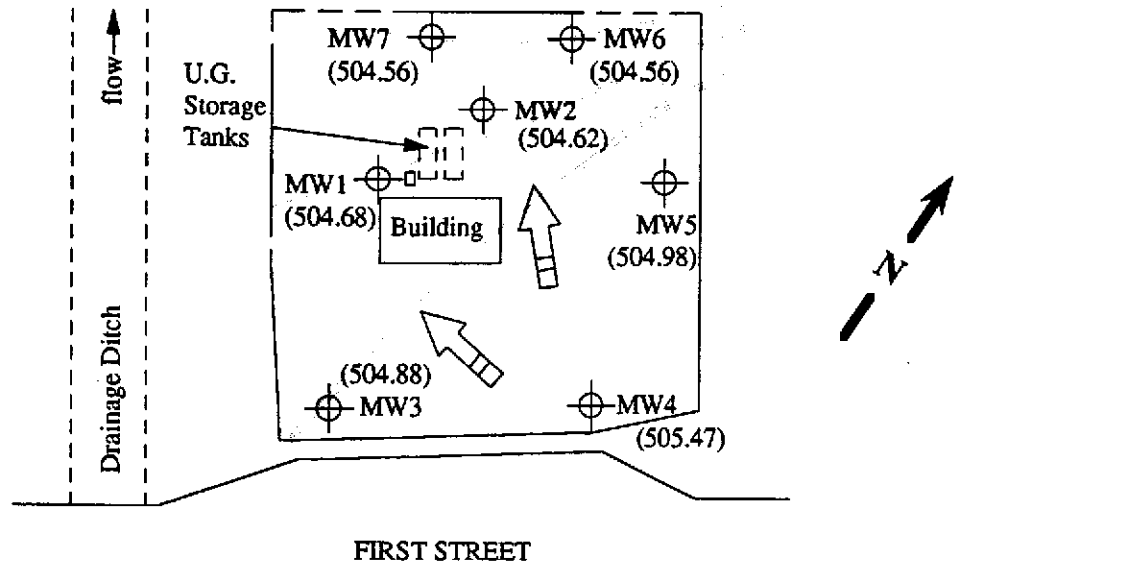 flow
Drainage Ditch
U.G.
Storage
Tanks
MW7
(504.56)
MW6
(504.56)
MW2
(504.62)
MW1
(504.68)
Building
MW5
(504.98)
N
(504.88)
MW3
MW4
(505.47)
FIRST STREET